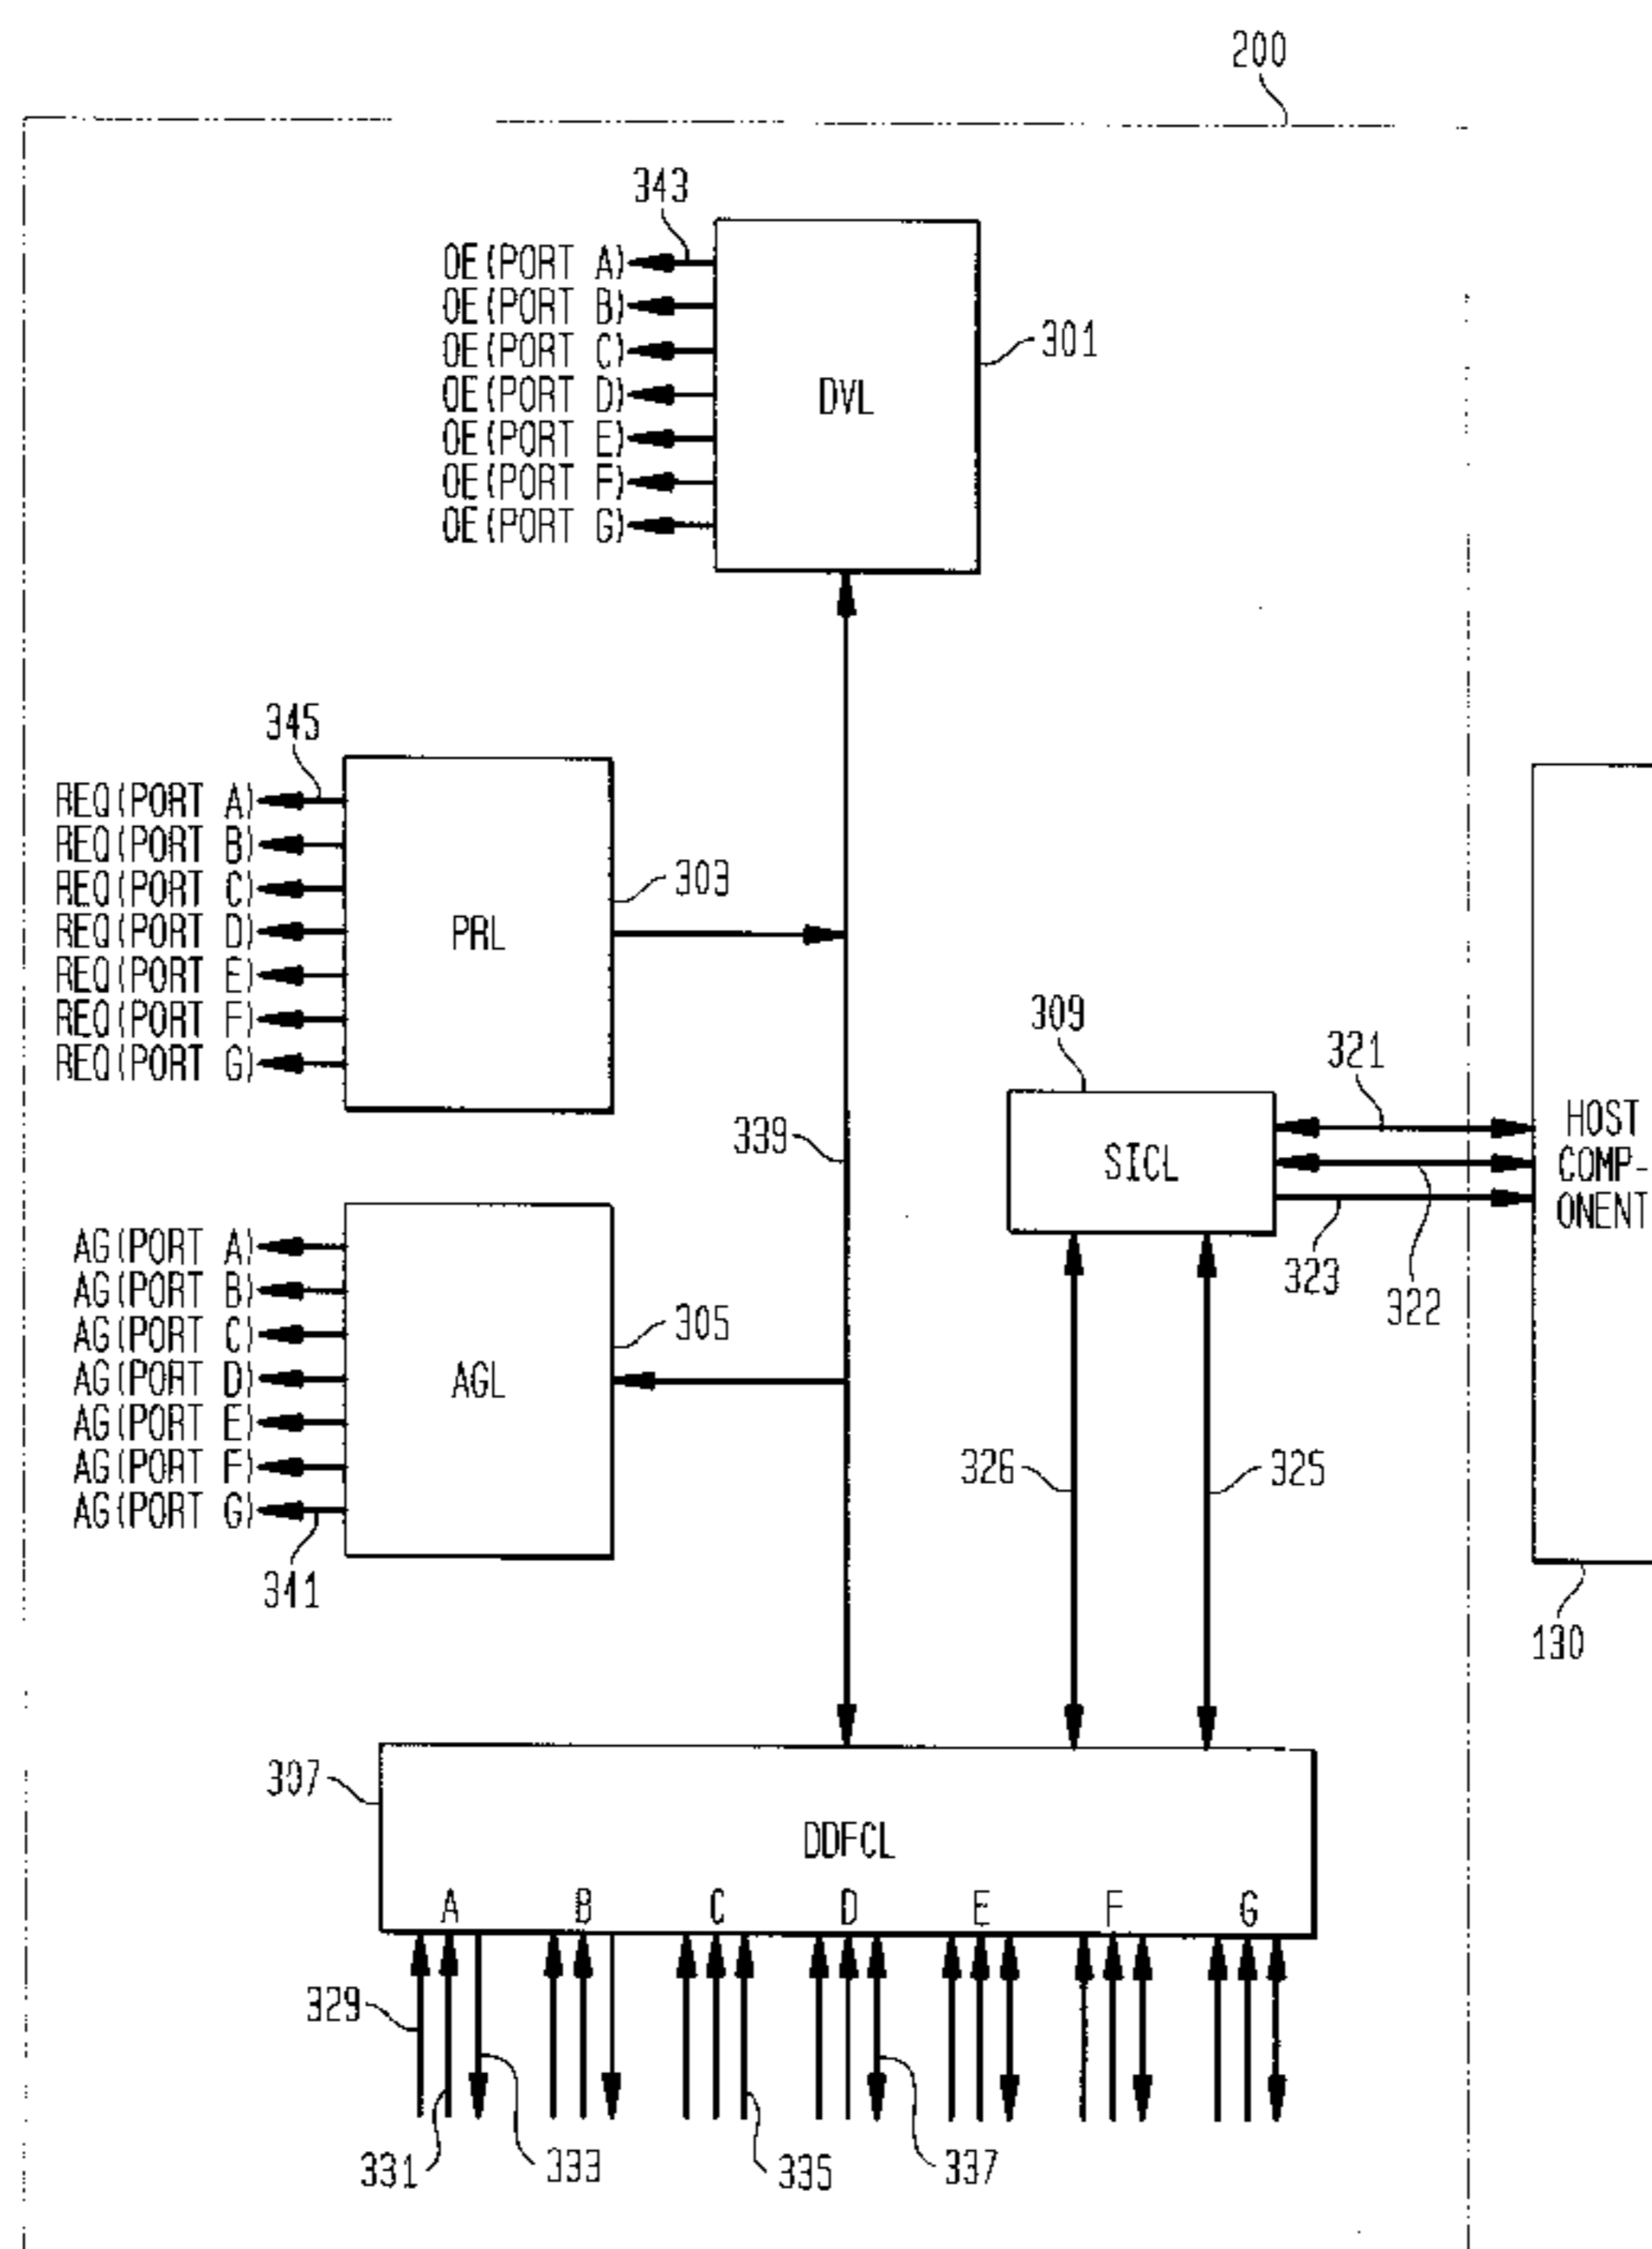 200
343
OE(PORT A)
OE(PORT B)
OE(PORT C)
OE(PORT D)
OE(PORT E)
OE(PORT F)
OE(PORT G)
DVL
301
345
REQ(PORT A)
REQ(PORT B)
REQ(PORT C)
REQ(PORT D)
REQ(PORT E)
REQ(PORT F)
REQ(PORT G)
PRL
303
339
309
SICL
321
323
322
HOST
COMP-
ONENT
130
AG(PORT A)
AG(PORT B)
AG(PORT C)
AG(PORT D)
AG(PORT E)
AG(PORT F)
AG(PORT G)
341
AGL
305
326
325
307
DDFCL
A B C D E F G
329
331
333
335
337